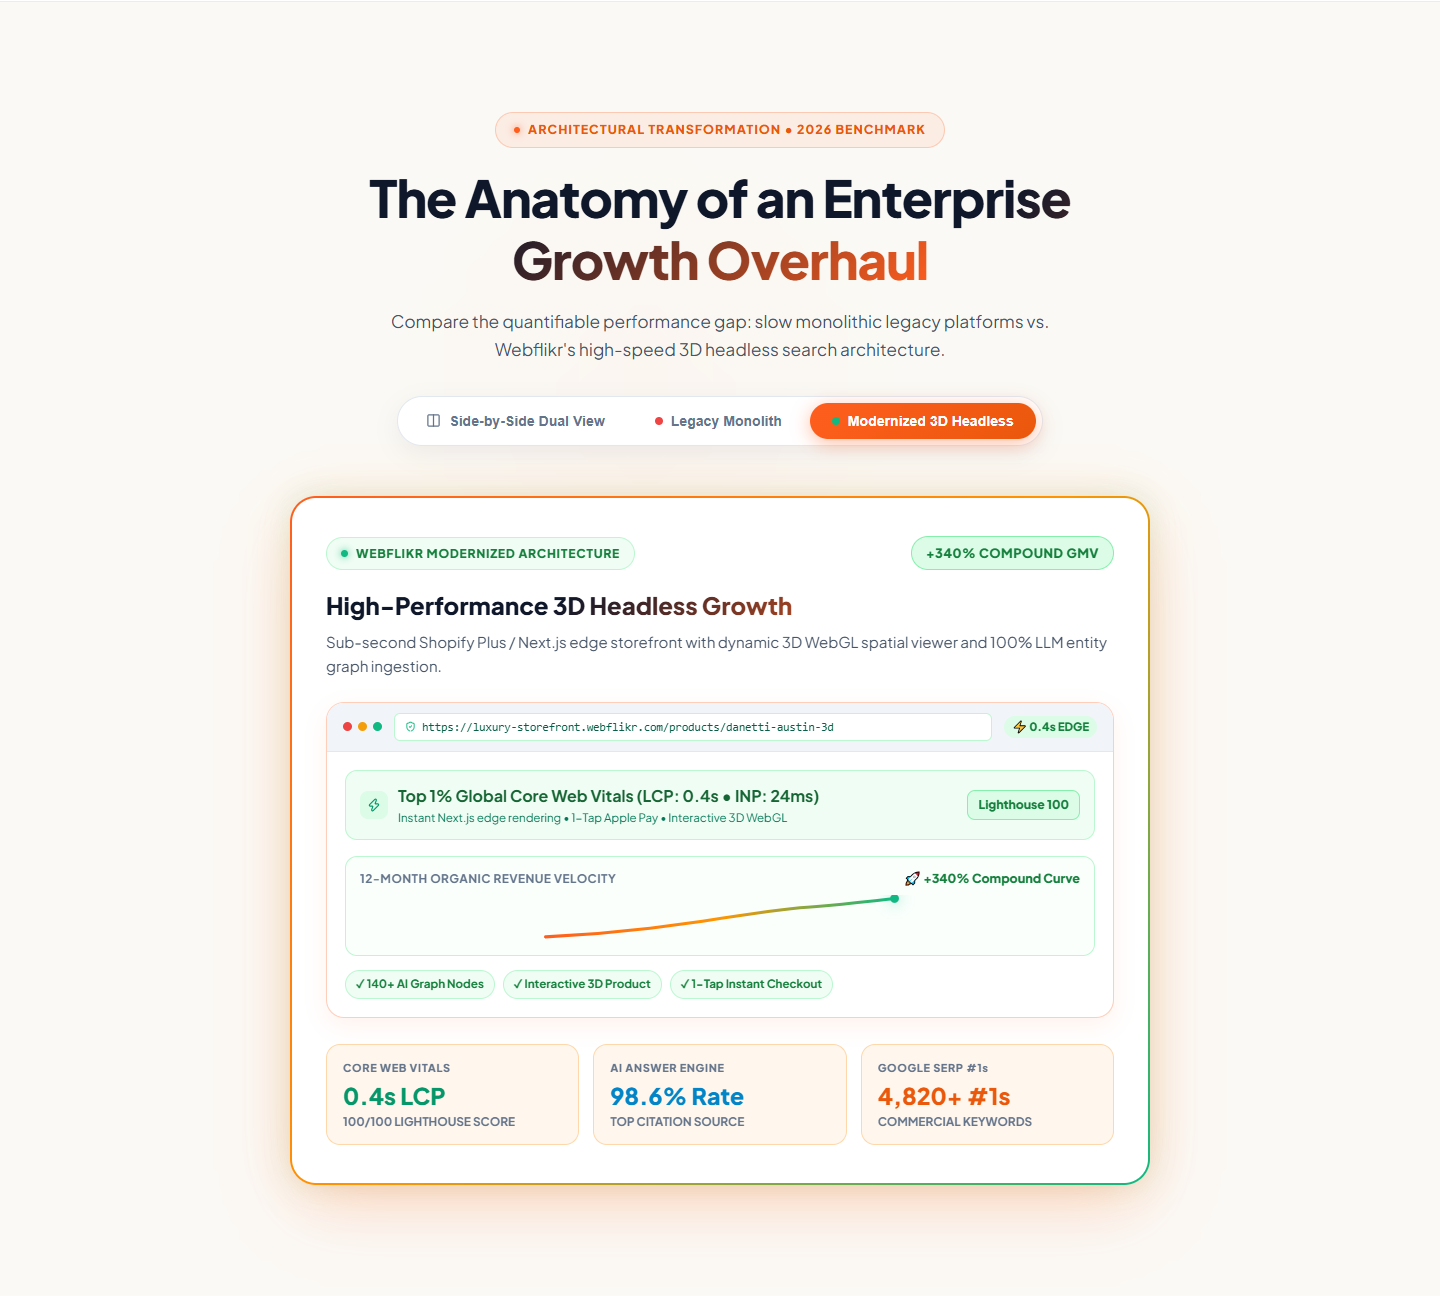 ARCHITECTURAL TRANSFORMATION • 2026 BENCHMARK
The Anatomy of an Enterprise
Growth Overhaul
Compare the quantifiable performance gap: slow monolithic legacy platforms vs.
Webflikr's high-speed 3D headless search architecture.
Side-by-Side Dual View
Legacy Monolith
Modernized 3D Headless
WEBFLIKR MODERNIZED ARCHITECTURE
+340% COMPOUND GMV
High-Performance 3D Headless Growth
Sub-second Shopify Plus / Next.js edge storefront with dynamic 3D WebGL spatial viewer and 100% LLM entity
graph ingestion.
https://luxury-storefront.webflikr.com/products/danetti-austin-3d
⚡ 0.4s EDGE
Top 1% Global Core Web Vitals (LCP: 0.4s • INP: 24ms)
Instant Next.js edge rendering • 1-Tap Apple Pay • Interactive 3D WebGL
Lighthouse 100
12-MONTH ORGANIC REVENUE VELOCITY
🚀 +340% Compound Curve
✓ 140+ AI Graph Nodes
✓ Interactive 3D Product
✓ 1-Tap Instant Checkout
CORE WEB VITALS
0.4s LCP
100/100 LIGHTHOUSE SCORE
AI ANSWER ENGINE
98.6% Rate
TOP CITATION SOURCE
GOOGLE SERP #1s
4,820+ #1s
COMMERCIAL KEYWORDS